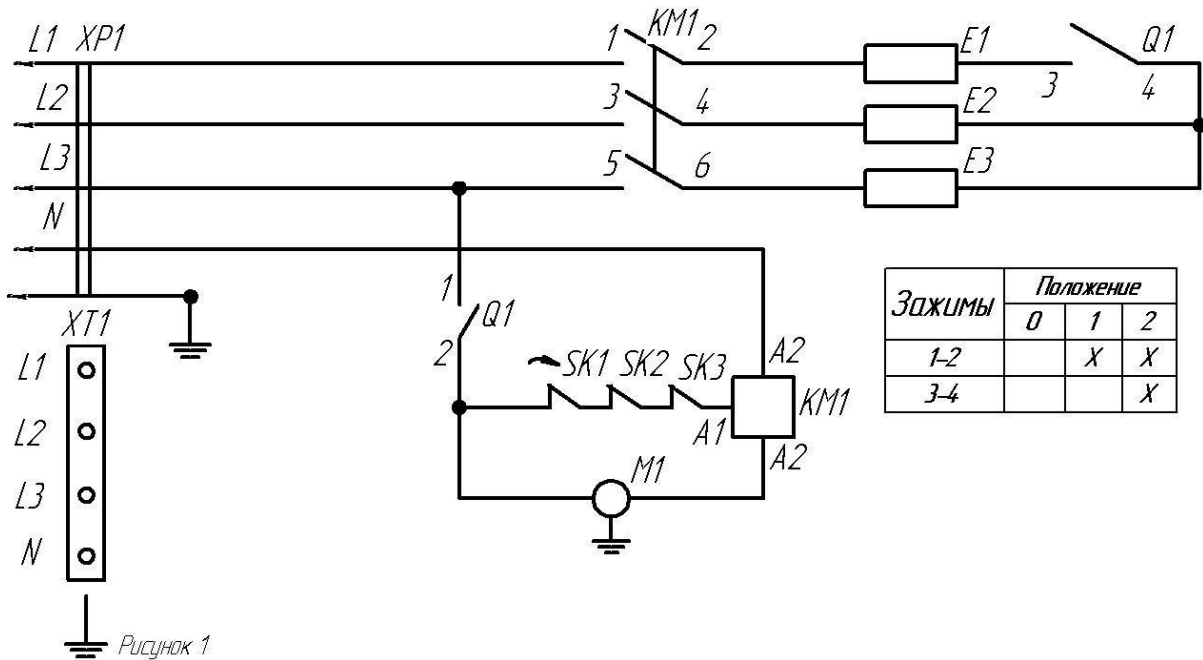 L1 XP1 1 KM1 2 E1 Q1
3 4
L2 3 4 E2
L3 5 6 E3
N
1
Q1
2
XT1
L1
L2
L3
N
SK1 SK2 SK3
A2
KM1
A1
A2
M1
Зажимы Положение
0 1 2
1-2 X X
3-4 X
Рисунок 1